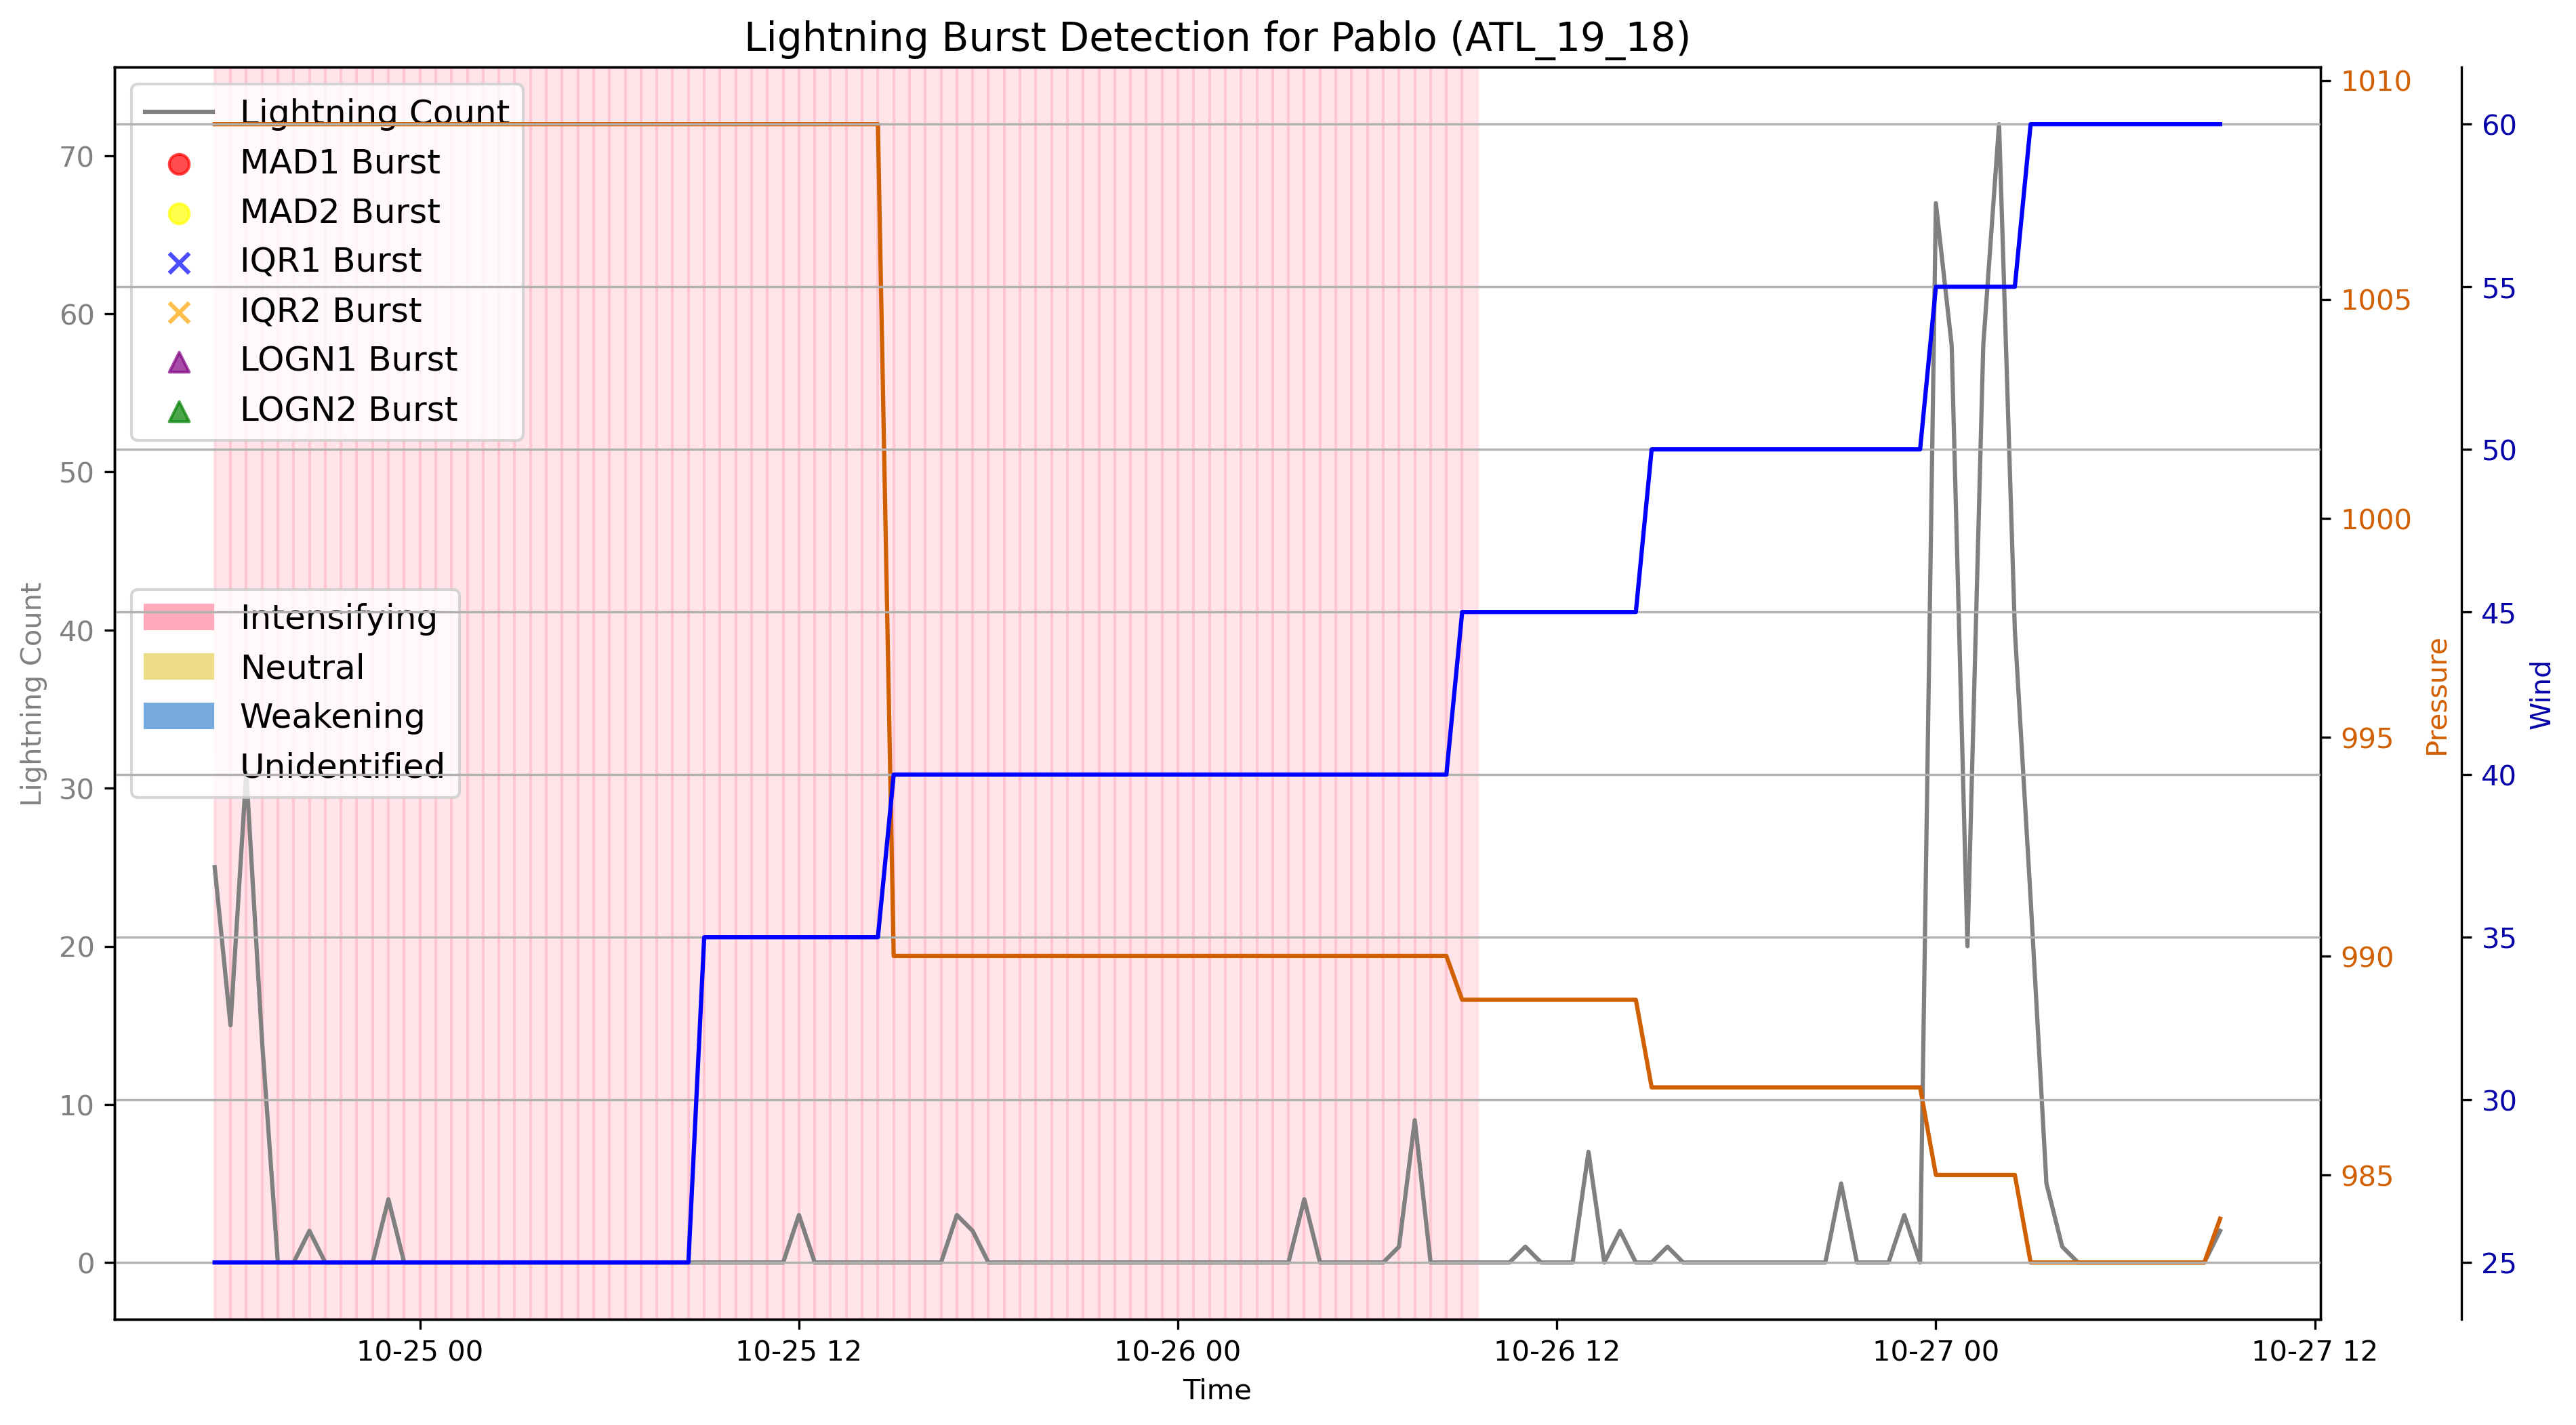 Lightning Burst Detection for Pablo (ATL_19_18)
Lightning Count
MAD1 Burst
MAD2 Burst
IQR1 Burst
IQR2 Burst
LOGN1 Burst
LOGN2 Burst
Intensifying
Neutral
Weakening
Unidentified
Lightning Count
70
60
50
40
30
20
10
0
10-25 00
10-25 12
10-26 00
10-26 12
10-27 00
10-27 12
Time
1010
1005
1000
995
990
985
Pressure
60
55
50
45
40
35
30
25
Wind